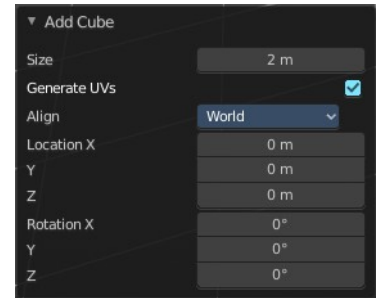 Add Cube
Size 2 m
Generate UVs
Align World
Location X 0 m
Y 0 m
Z 0 m
Rotation X 0°
Y 0°
Z 0°